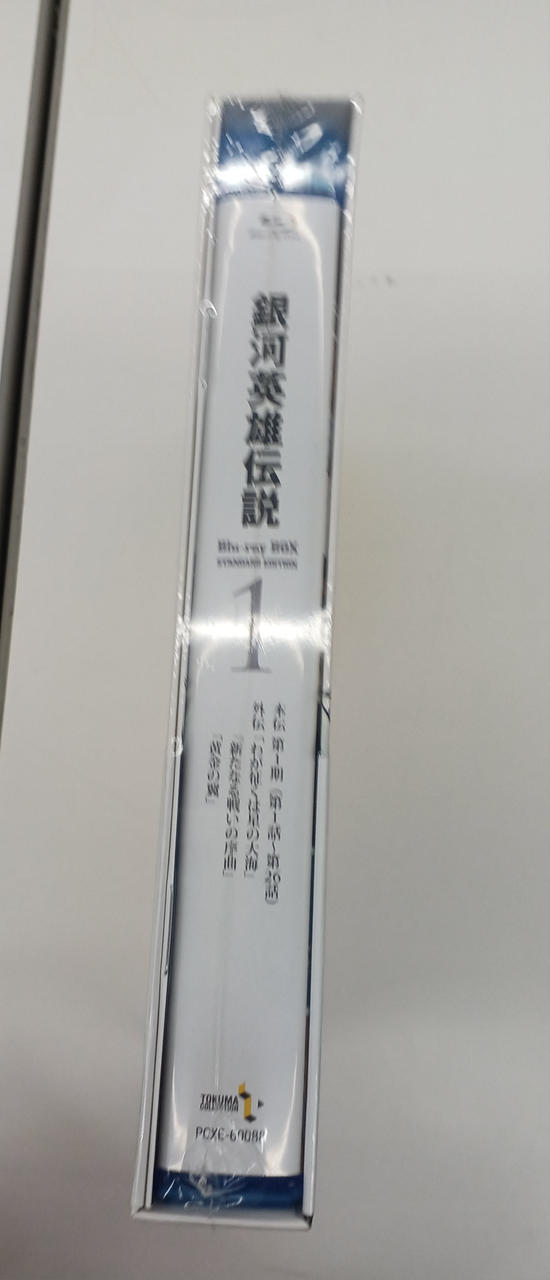 銀河英雄伝説
Blu-ray BOX
STANDARD EDITION
1
本伝 第1期(第1話~第26話)
外伝「わが征くは星の大海」
「新たなる戦いの序曲」
「黄金の翼」
TOKUMA
COLLECTION
PCXE-60088